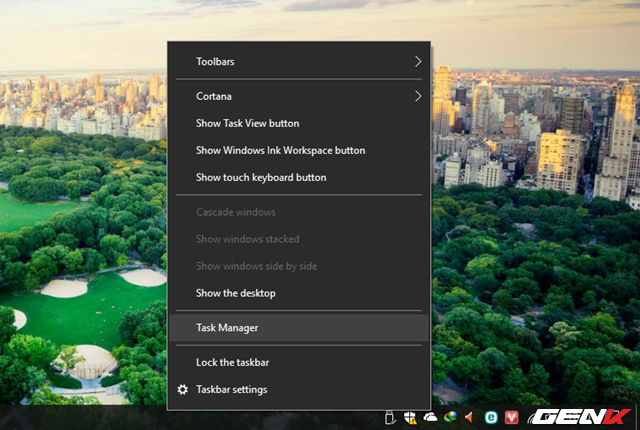 Toolbars
Cortana
Show Task View button
Show Windows Ink Workspace button
Show touch keyboard button
Cascade windows
Show windows stacked
Show windows side by side
Show the desktop
Task Manager
Lock the taskbar
Taskbar settings
GENK